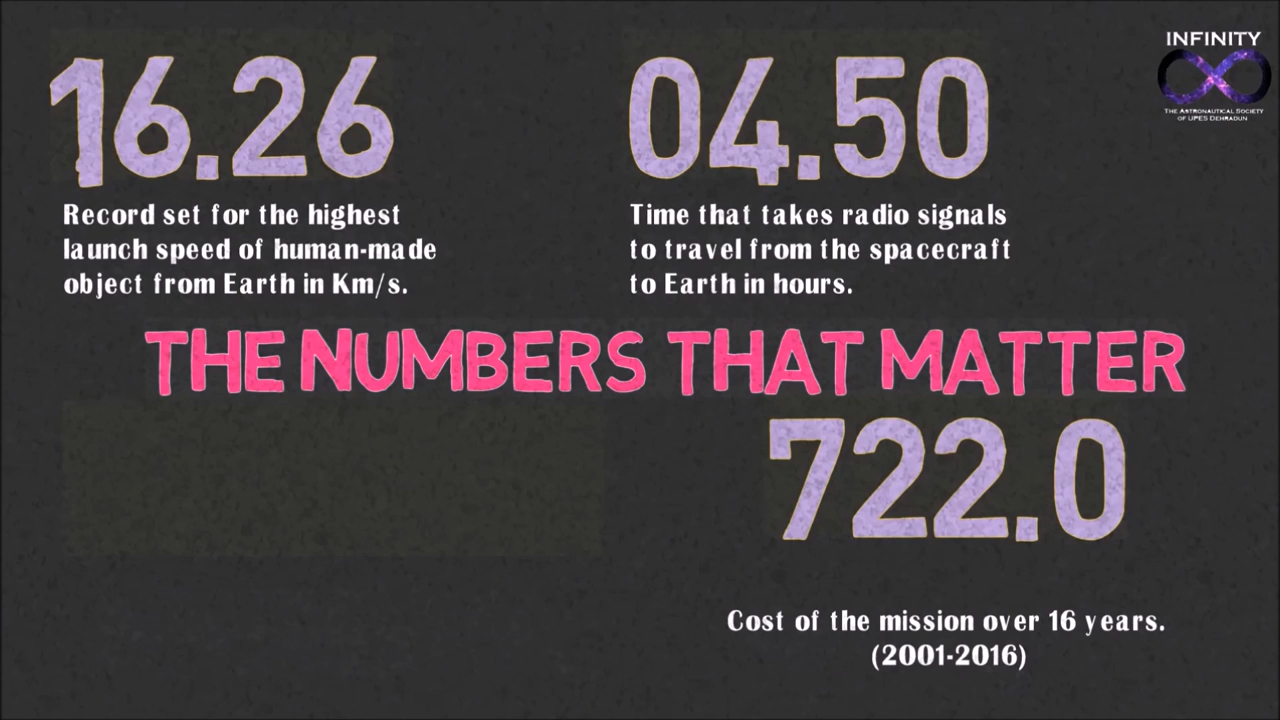 16.26
Record set for the highest
launch speed of human-made
object from Earth in Km/s.
04.50
Time that takes radio signals
to travel from the spacecraft
to Earth in hours.
INFINITY
THE ASTRONAUTICAL SOCIETY
OF UPES DEHRADUN
THE NUMBERS THAT MATTER
722.0
Cost of the mission over 16 years.
(2001-2016)